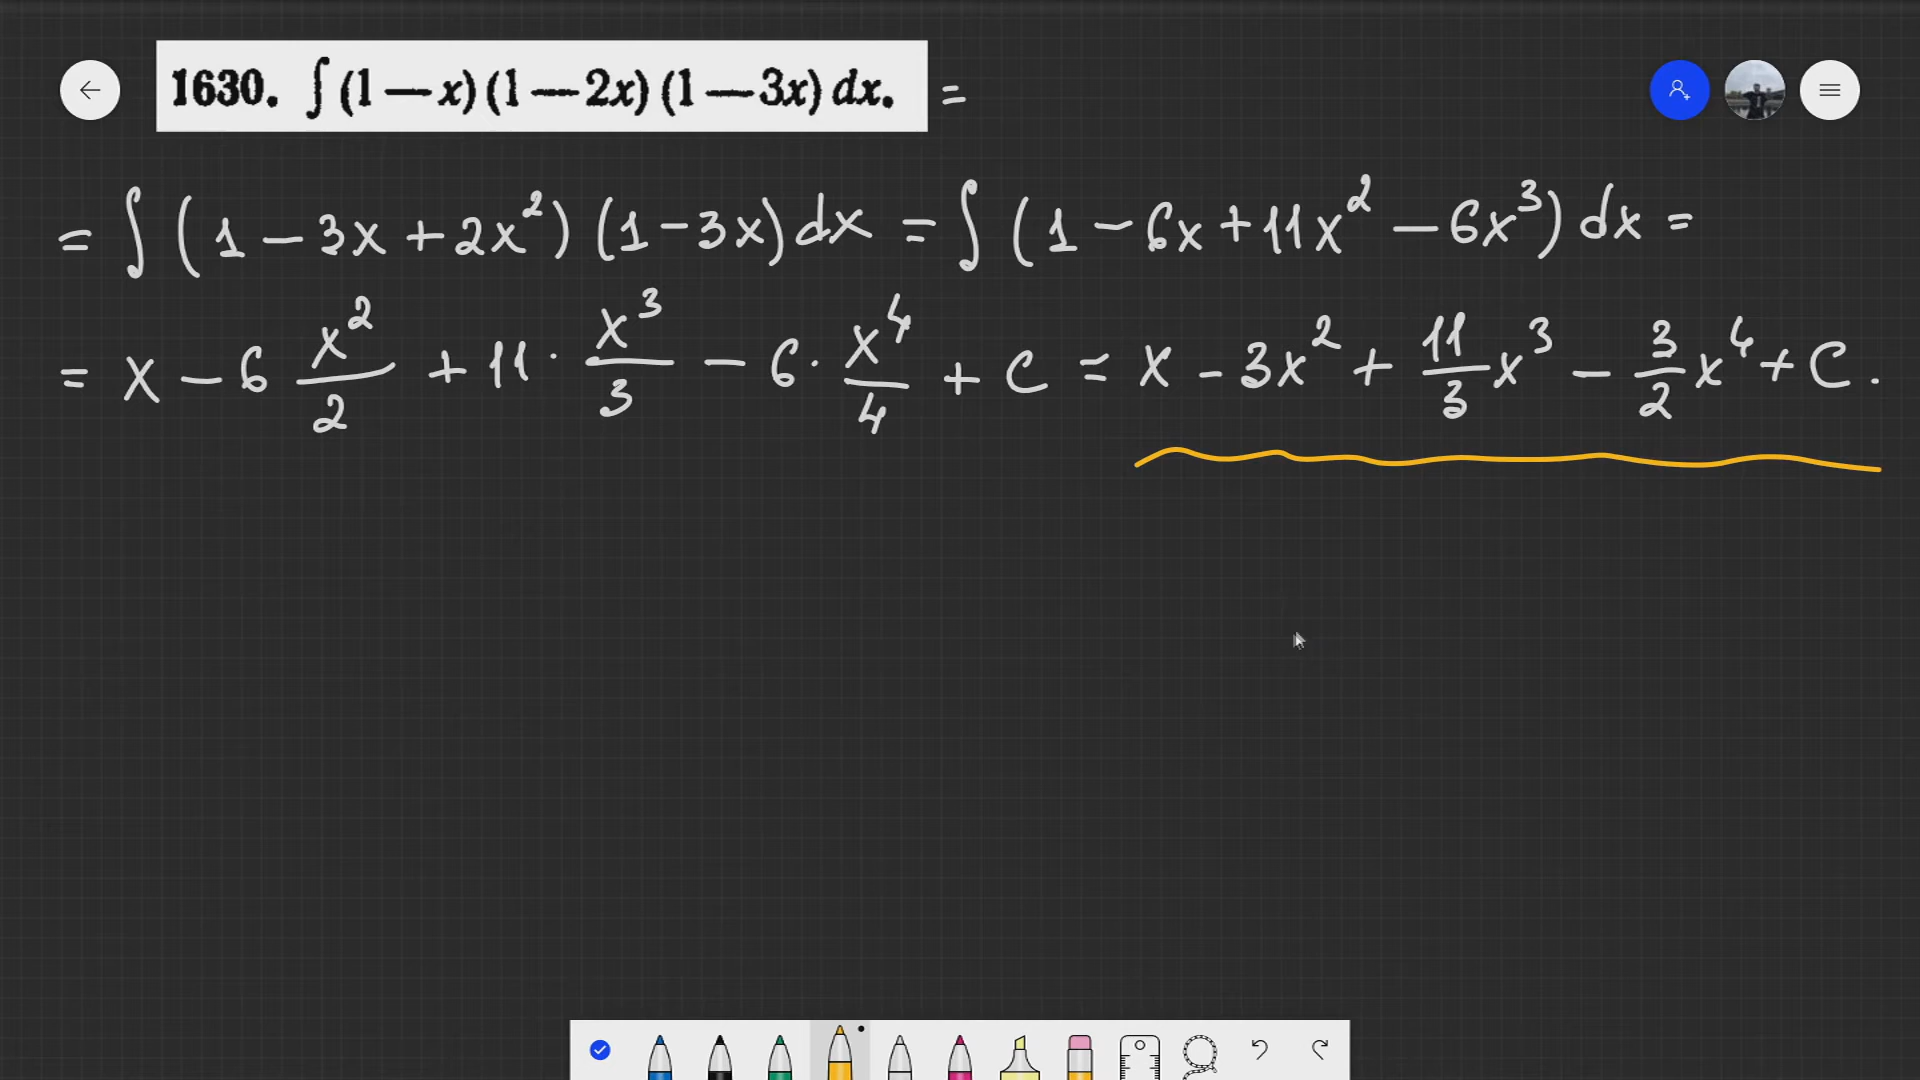 1630. ∫ (1 — x) (1 — 2x) (1 — 3x) dx. =
= ∫ (1 - 3x + 2x²) (1 - 3x) dx = ∫ (1 - 6x + 11x² - 6x³) dx =
= x - 6 x²/2 + 11 · x³/3 - 6 · x⁴/4 + C = x - 3x² + 11/3 x³ - 3/2 x⁴ + C.